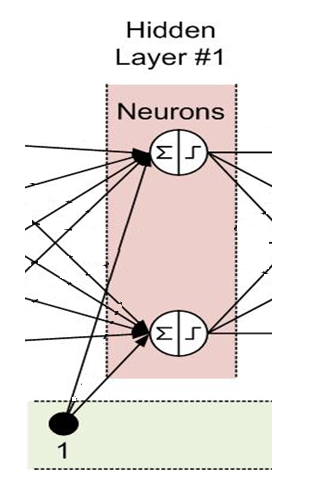 Hidden
Layer #1
Neurons
Σ
Σ
1